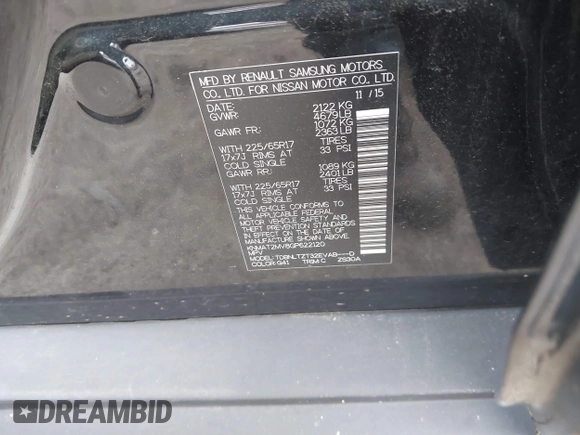 MFD BY RENAULT SAMSUNG MOTORS
CO. LTD. FOR NISSAN MOTOR CO., LTD.
11 / 15
DATE: 2122 KG
GVWR: 4679LB
1072 KG
GAWR FR: 2363LB
WITH 225/65R17 TIRES
17x7J RIMS AT 33 PSI
COLD SINGLE
GAWR RR: 1089 KG
2401LB
WITH 225/65R17 TIRES
17x7J RIMS AT 33 PSI
COLD SINGLE
THIS VEHICLE CONFORMS TO
ALL APPLICABLE FEDERAL
MOTOR VEHICLE SAFETY AND
THEFT PREVENTION STANDARDS
IN EFFECT ON THE DATE OF
MANUFACTURE SHOWN ABOVE.
KNMAT2MV8GP622120
MPV
MODEL: TDBNLTZT32EVAB----D
COLOR: G41 TRIM: C ZS30A
DREAMBID